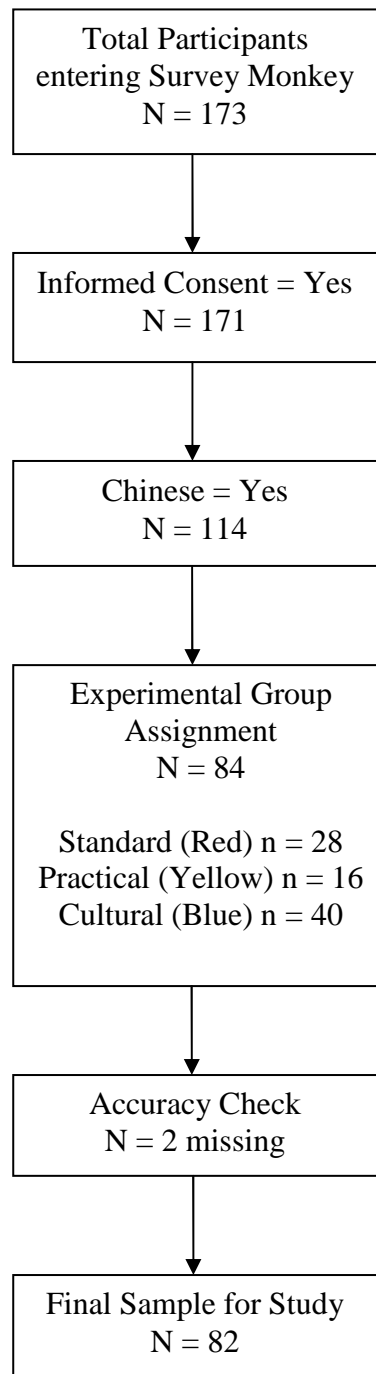 Total Participants
entering Survey Monkey
N = 173
Informed Consent = Yes
N = 171
Chinese = Yes
N = 114
Experimental Group
Assignment
N = 84
Standard (Red) n = 28
Practical (Yellow) n = 16
Cultural (Blue) n = 40
Accuracy Check
N = 2 missing
Final Sample for Study
N = 82